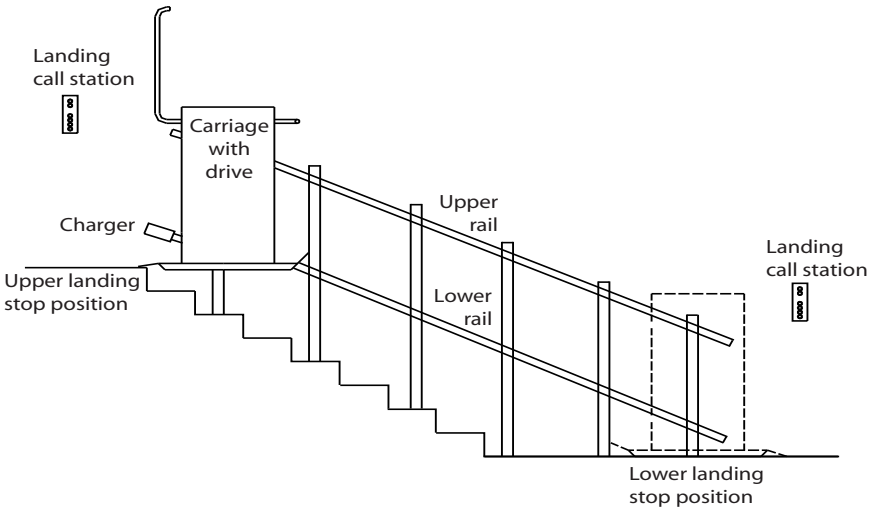 Landing
call station
Carriage
with
drive
Charger
Upper landing
stop position
Upper
rail
Lower
rail
Landing
call station
Lower landing
stop position